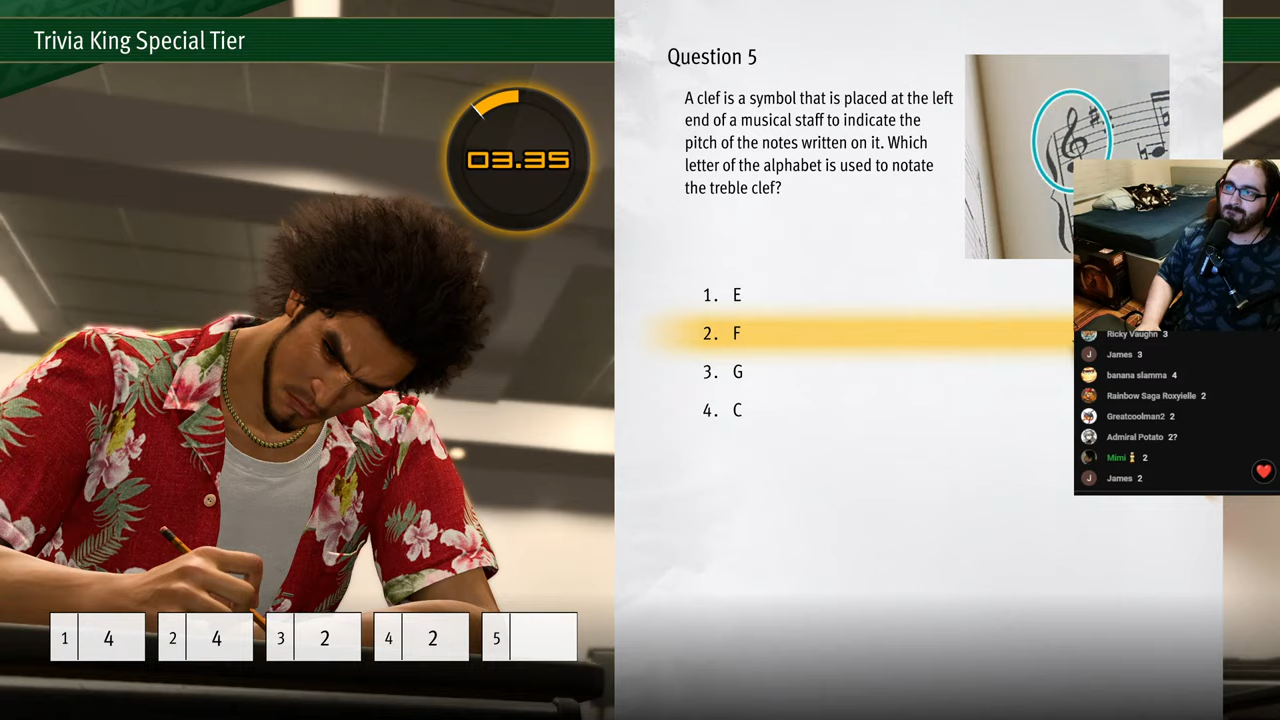 Trivia King Special Tier
03.35
Question 5
A clef is a symbol that is placed at the left
end of a musical staff to indicate the
pitch of the notes written on it. Which
letter of the alphabet is used to notate
the treble clef?
1. E
2. F
3. G
4. C
Ricky Vaughn 3
J James 3
banana slamma 4
Rainbow Saga Roxyielle 2
Greatcoolman2 2
Admiral Potato 2?
Mimi 2
J James 2
1 4 2 4 3 2 4 2 5